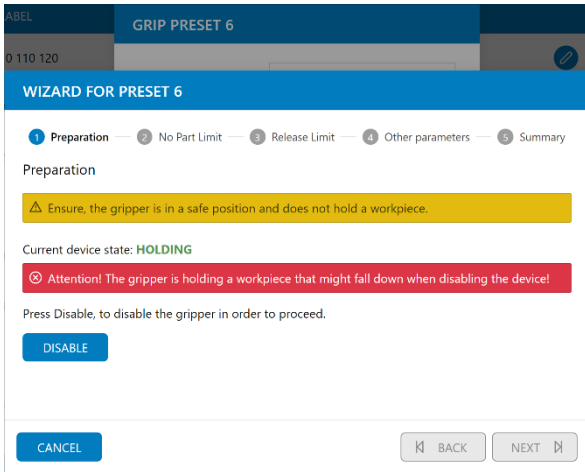 ABEL
GRIP PRESET 6
0 110 120
WIZARD FOR PRESET 6
1 Preparation 2 No Part Limit 3 Release Limit 4 Other parameters 5 Summary
Preparation
Ensure, the gripper is in a safe position and does not hold a workpiece.
Current device state: HOLDING
Attention! The gripper is holding a workpiece that might fall down when disabling the device!
Press Disable, to disable the gripper in order to proceed.
DISABLE
CANCEL BACK NEXT